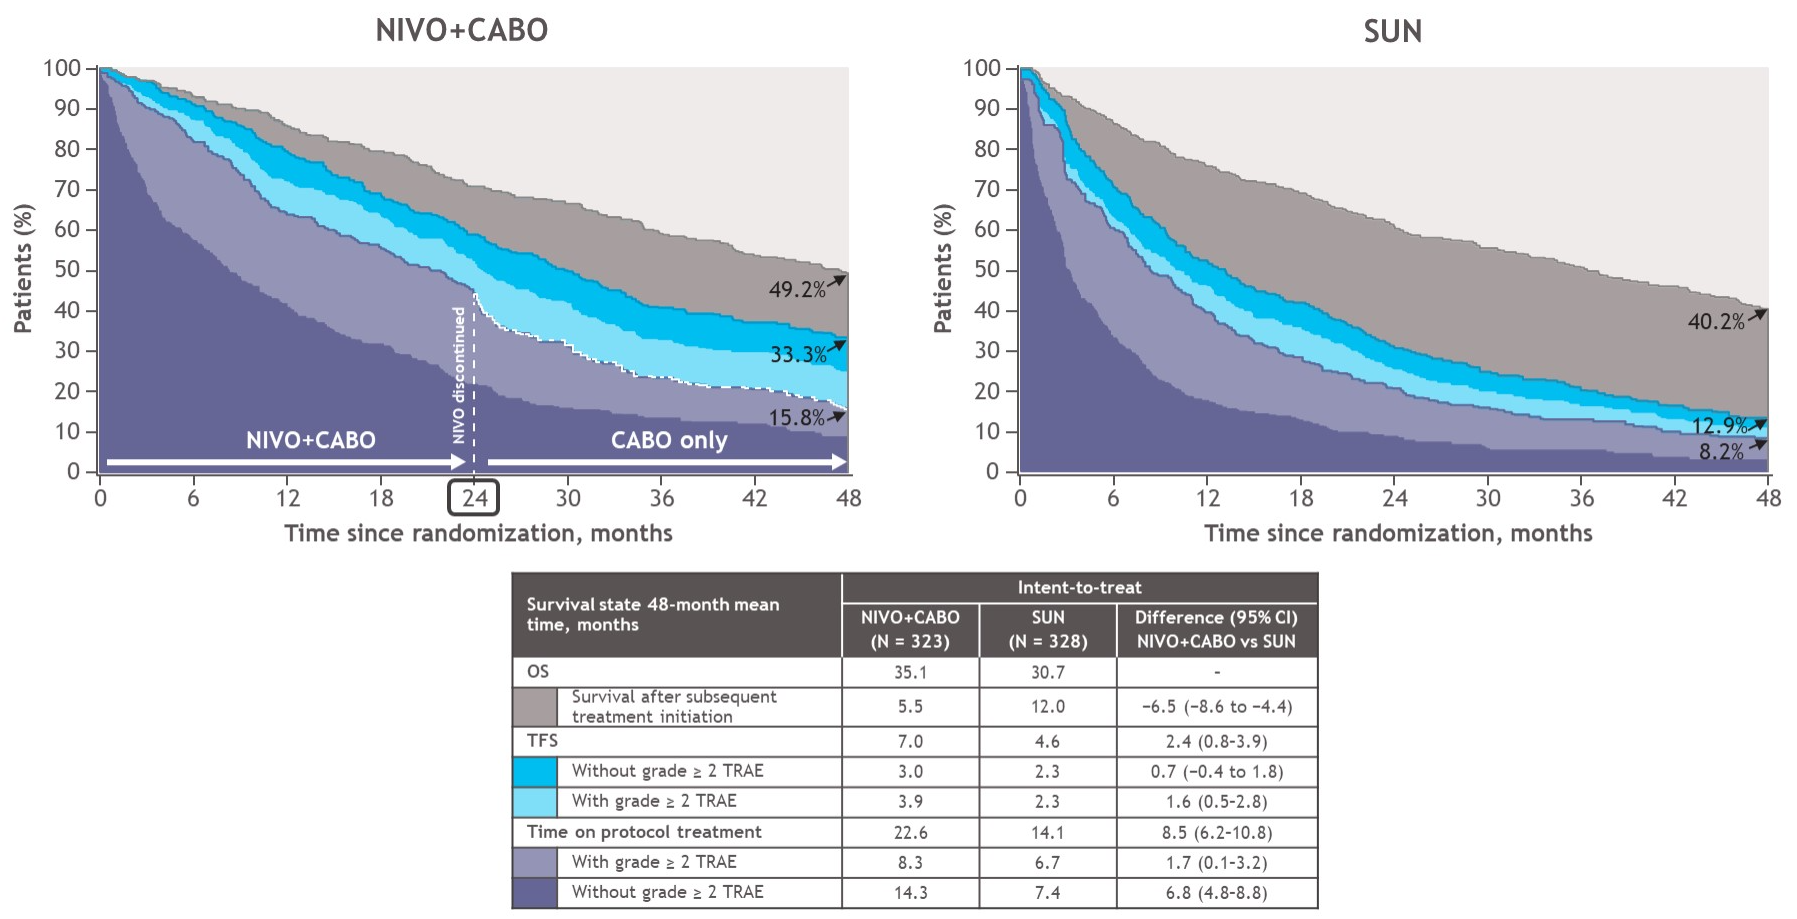 NIVO+CABO
SUN
Patients (%)
100
90
80
70
60
50
40
30
20
10
0
49.2%
33.3%
15.8%
NIVO discontinued
NIVO+CABO
CABO only
0 6 12 18 24 30 36 42 48
Time since randomization, months
Patients (%)
100
90
80
70
60
50
40
30
20
10
0
40.2%
12.9%
8.2%
0 6 12 18 24 30 36 42 48
Time since randomization, months
Survival state 48-month mean
time, months
Intent-to-treat
NIVO+CABO
(N = 323)
SUN
(N = 328)
Difference (95% CI)
NIVO+CABO vs SUN
OS 35.1 30.7 -
Survival after subsequent
treatment initiation
5.5 12.0 −6.5 (−8.6 to −4.4)
TFS 7.0 4.6 2.4 (0.8–3.9)
Without grade ≥ 2 TRAE 3.0 2.3 0.7 (−0.4 to 1.8)
With grade ≥ 2 TRAE 3.9 2.3 1.6 (0.5–2.8)
Time on protocol treatment 22.6 14.1 8.5 (6.2–10.8)
With grade ≥ 2 TRAE 8.3 6.7 1.7 (0.1–3.2)
Without grade ≥ 2 TRAE 14.3 7.4 6.8 (4.8–8.8)